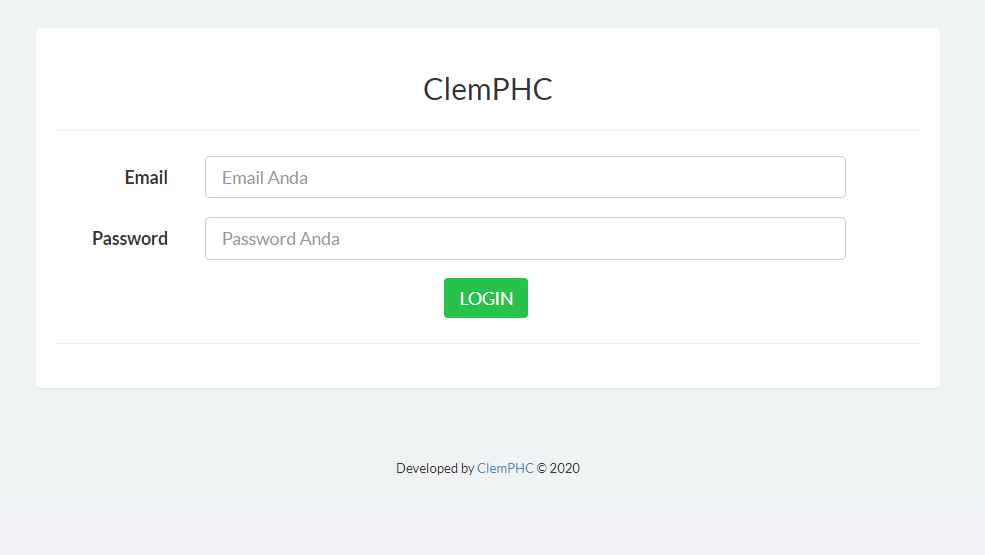 ClemPHC
Email
Email Anda
Password
Password Anda
LOGIN
Developed by ClemPHC © 2020